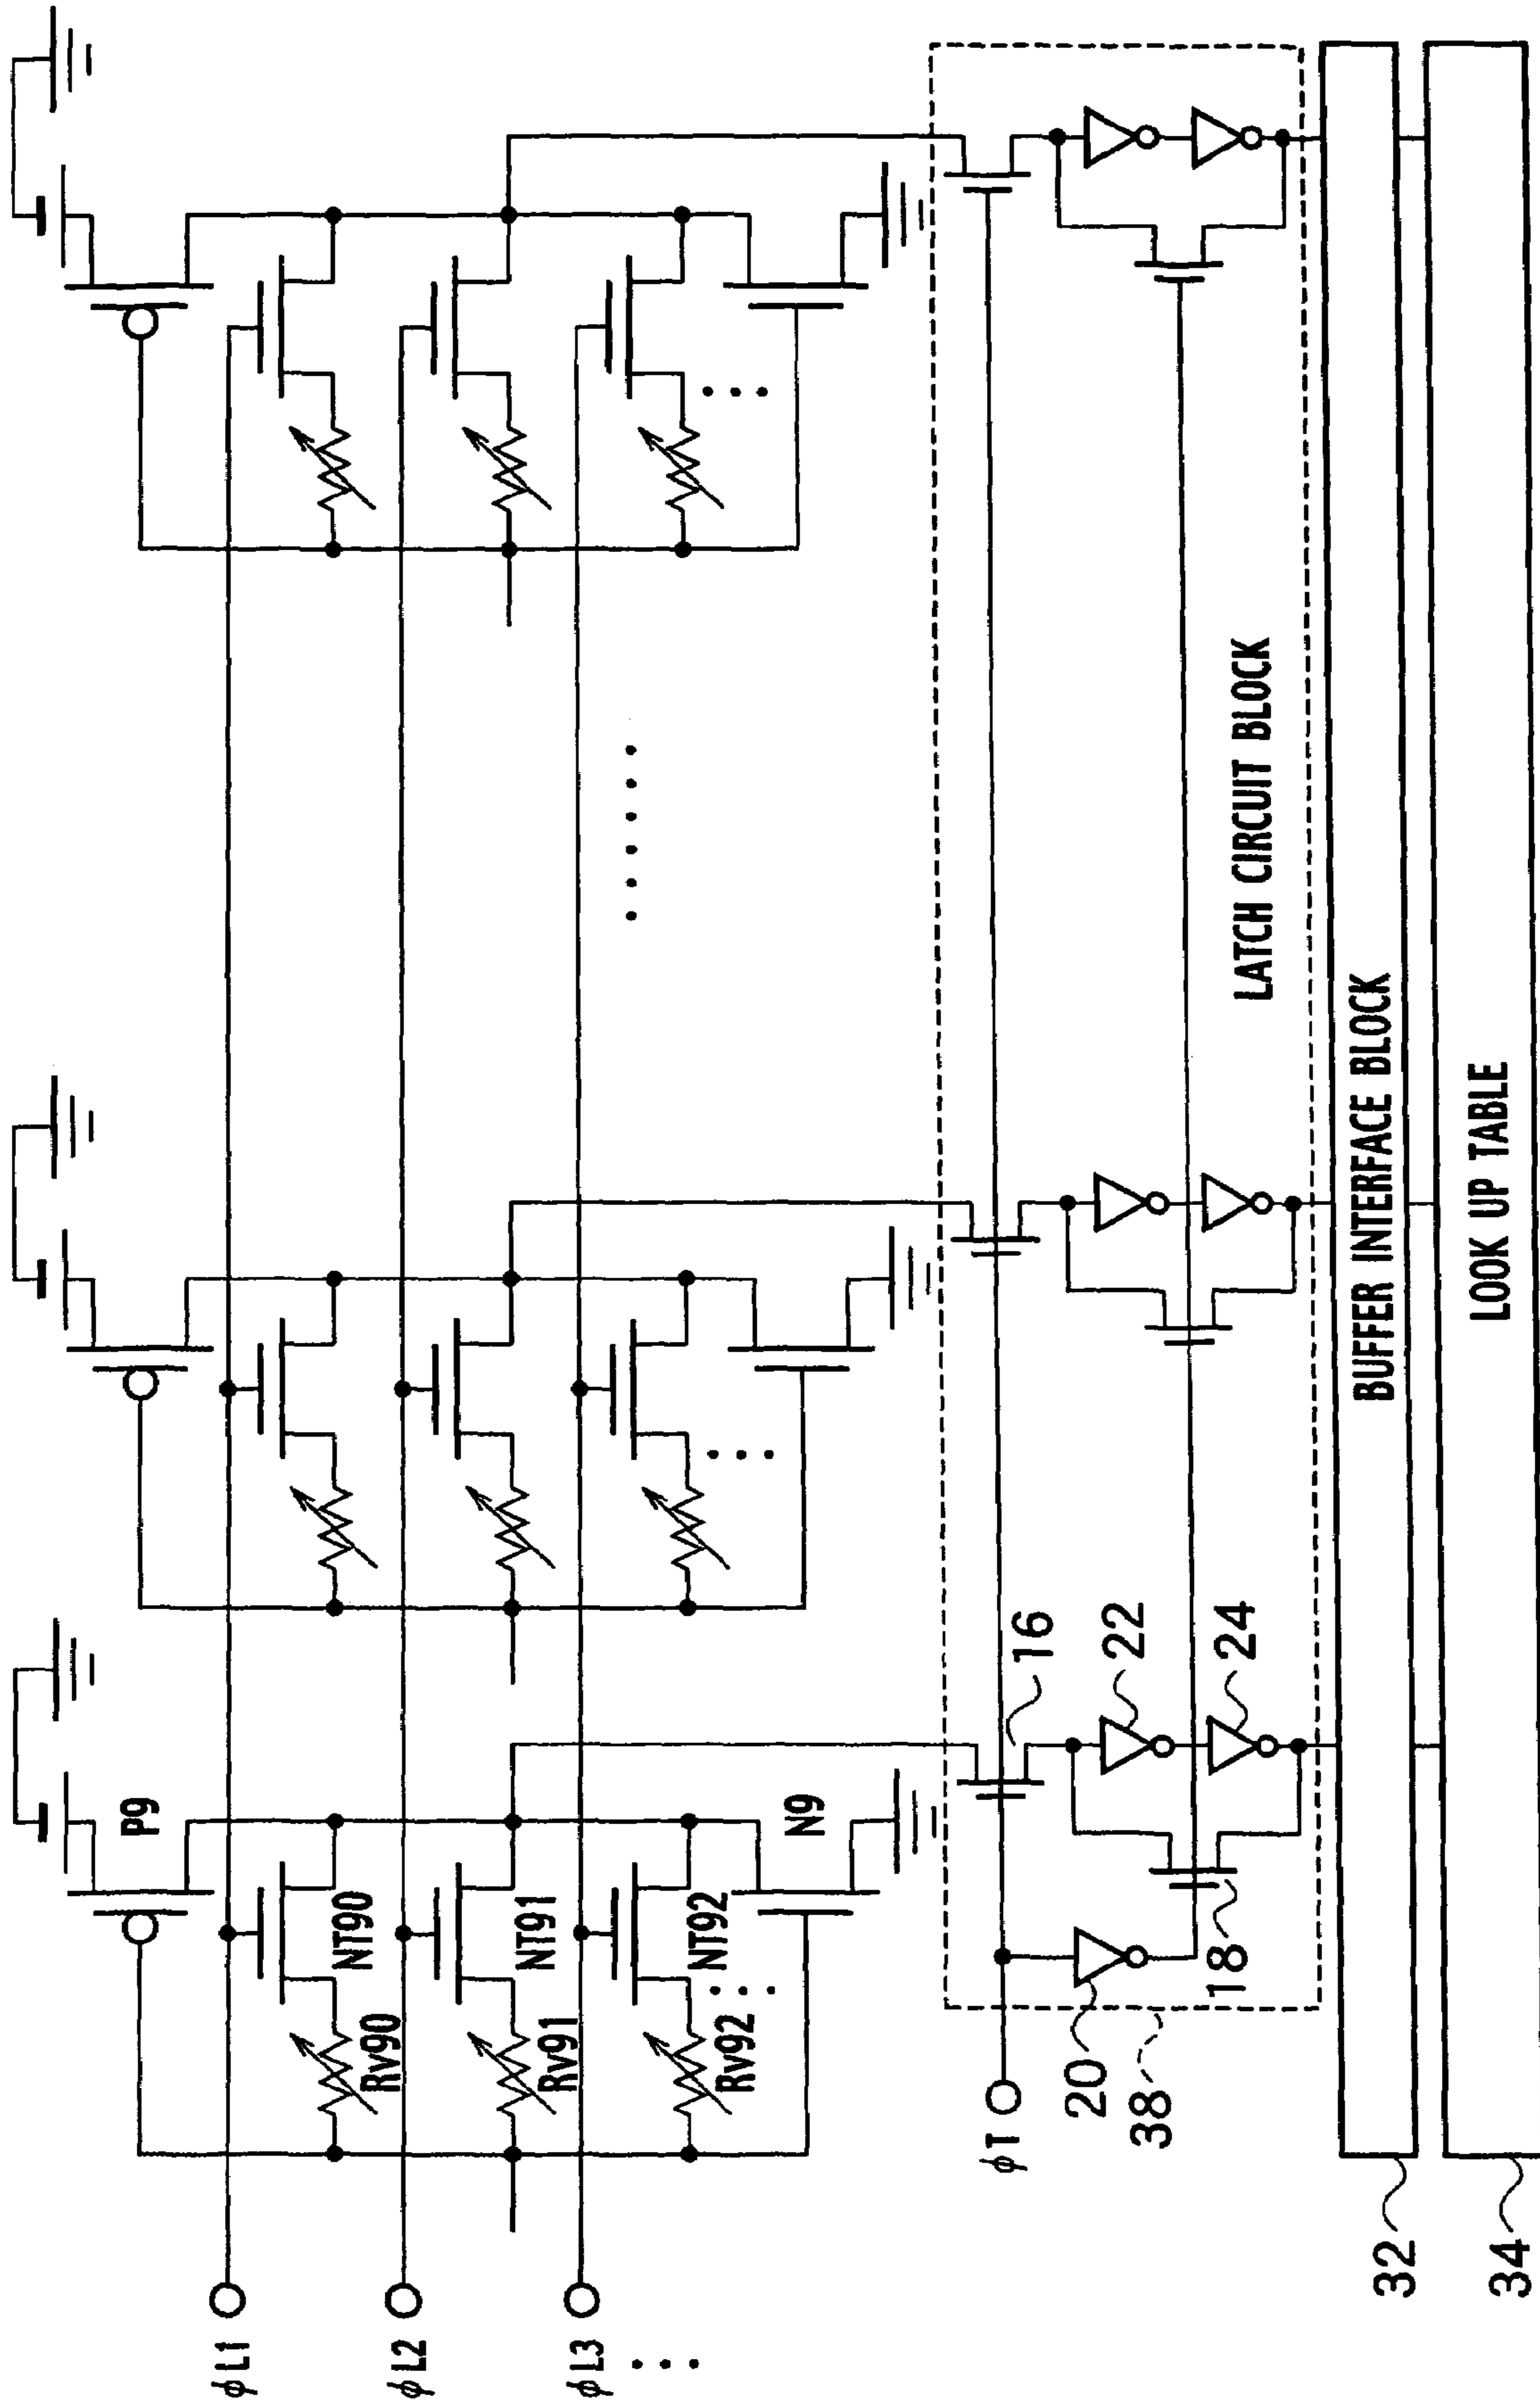 φL1
φL2
φL3
P9
NT90
Rv90
NT91
Rv91
NT92
Rv92
N9
φT
16
18
20
22
24
38
LATCH CIRCUIT BLOCK
BUFFER INTERFACE BLOCK
32
LOOK UP TABLE
34